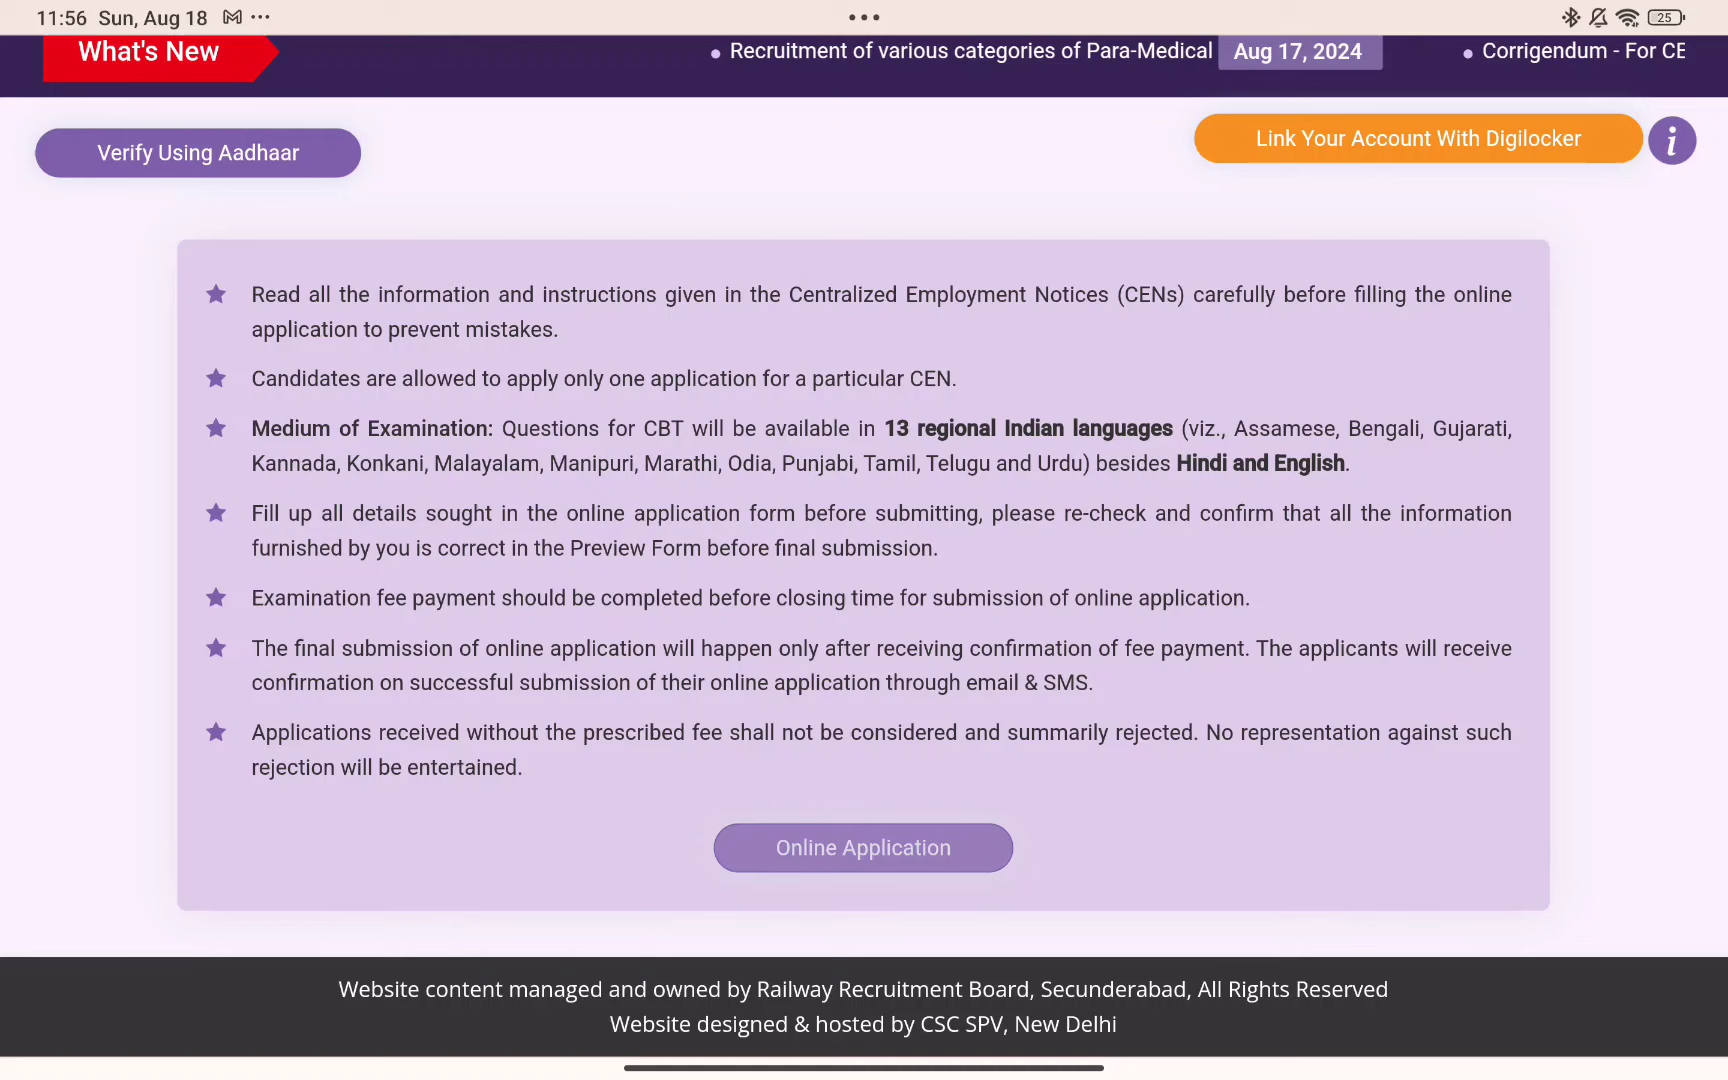 11:56 Sun, Aug 18
25
What's New
Recruitment of various categories of Para-Medical Aug 17, 2024 Corrigendum - For CE
Verify Using Aadhaar
Link Your Account With Digilocker
i
Read all the information and instructions given in the Centralized Employment Notices (CENs) carefully before filling the online
application to prevent mistakes.
Candidates are allowed to apply only one application for a particular CEN.
Medium of Examination: Questions for CBT will be available in 13 regional Indian languages (viz., Assamese, Bengali, Gujarati,
Kannada, Konkani, Malayalam, Manipuri, Marathi, Odia, Punjabi, Tamil, Telugu and Urdu) besides Hindi and English.
Fill up all details sought in the online application form before submitting, please re-check and confirm that all the information
furnished by you is correct in the Preview Form before final submission.
Examination fee payment should be completed before closing time for submission of online application.
The final submission of online application will happen only after receiving confirmation of fee payment. The applicants will receive
confirmation on successful submission of their online application through email & SMS.
Applications received without the prescribed fee shall not be considered and summarily rejected. No representation against such
rejection will be entertained.
Online Application
Website content managed and owned by Railway Recruitment Board, Secunderabad, All Rights Reserved
Website designed & hosted by CSC SPV, New Delhi